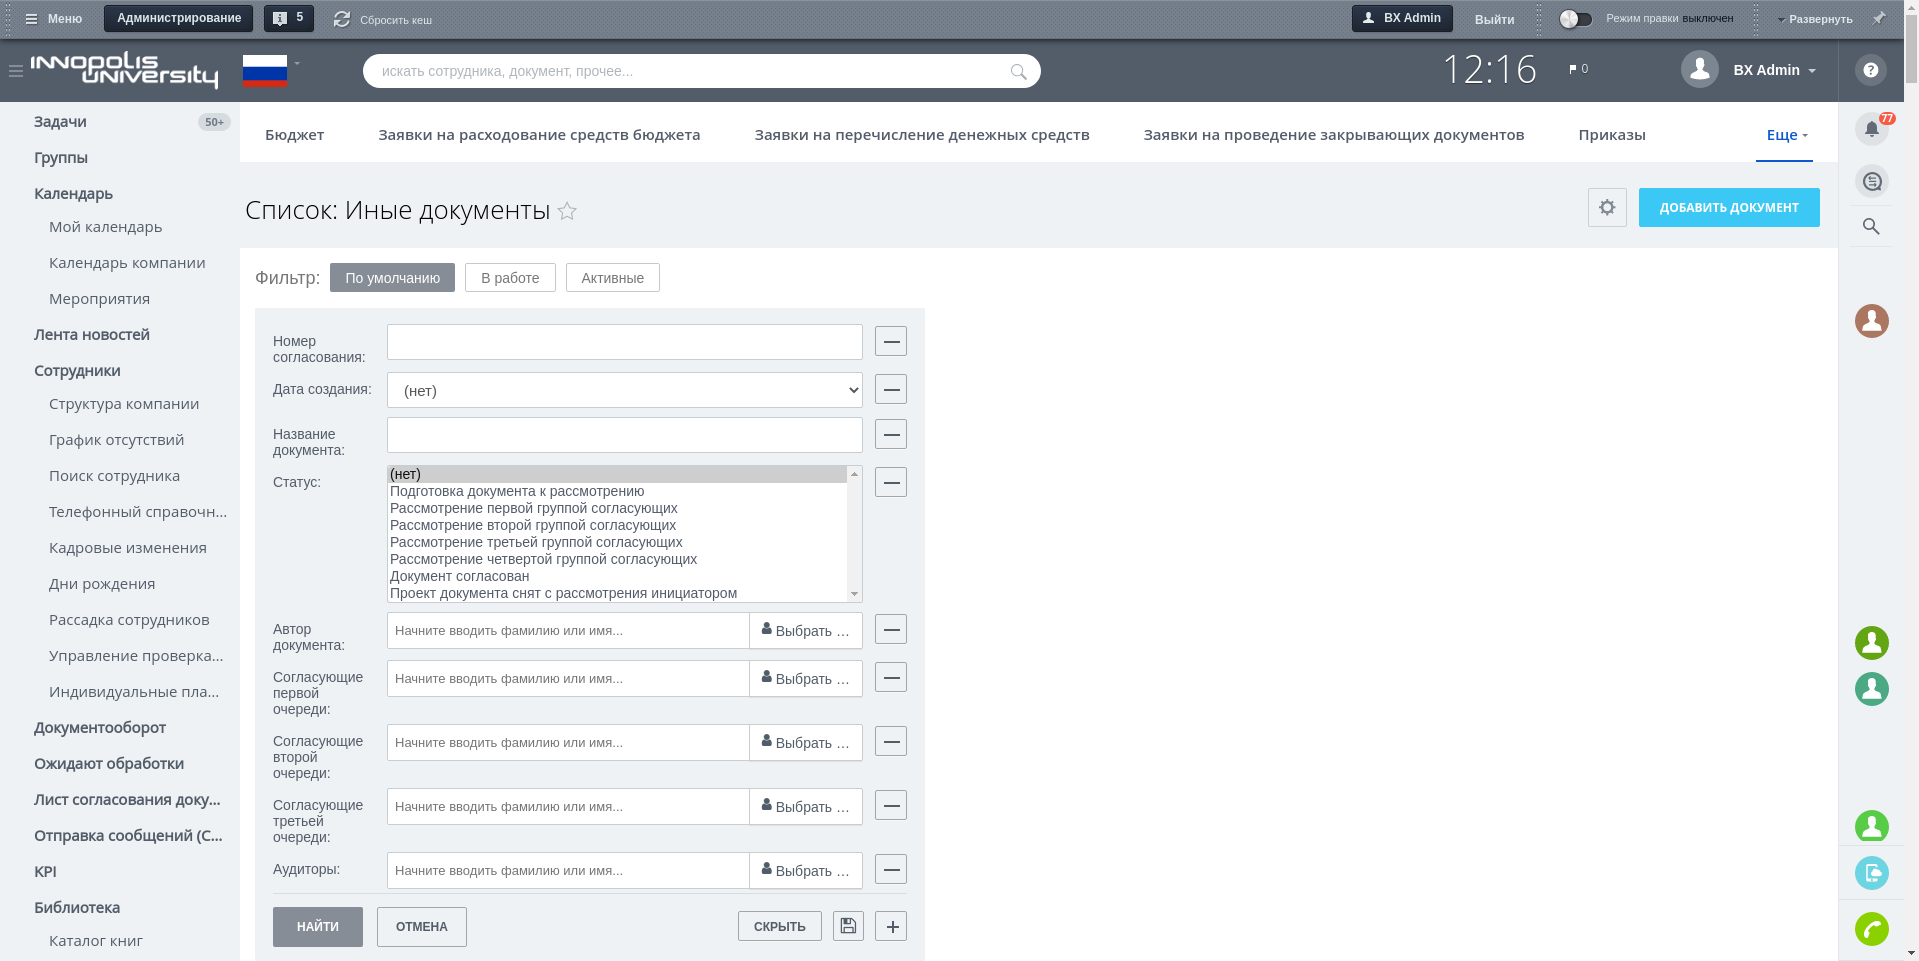 Меню
Администрирование
5
Сбросить кеш
BX Admin
Выйти
Режим правки выключен
Развернуть
INNOPOLIS
UNIVERSITY
искать сотрудника, документ, прочее...
12:16
0
BX Admin
?
Задачи
50+
Группы
Календарь
Мой календарь
Календарь компании
Мероприятия
Лента новостей
Сотрудники
Структура компании
График отсутствий
Поиск сотрудника
Телефонный справочн...
Кадровые изменения
Дни рождения
Рассадка сотрудников
Управление проверка...
Индивидуальные пла...
Документооборот
Ожидают обработки
Лист согласования доку...
Отправка сообщений (С...
KPI
Библиотека
Каталог книг
Бюджет
Заявки на расходование средств бюджета
Заявки на перечисление денежных средств
Заявки на проведение закрывающих документов
Приказы
Еще
77
Список: Иные документы
ДОБАВИТЬ ДОКУМЕНТ
Фильтр:
По умолчанию
В работе
Активные
Номер
согласования:
Дата создания:
(нет)
Название
документа:
Статус:
(нет)
Подготовка документа к рассмотрению
Рассмотрение первой группой согласующих
Рассмотрение второй группой согласующих
Рассмотрение третьей группой согласующих
Рассмотрение четвертой группой согласующих
Документ согласован
Проект документа снят с рассмотрения инициатором
Автор
документа:
Начните вводить фамилию или имя...
Выбрать ...
Согласующие
первой
очереди:
Начните вводить фамилию или имя...
Выбрать ...
Согласующие
второй
очереди:
Начните вводить фамилию или имя...
Выбрать ...
Согласующие
третьей
очереди:
Начните вводить фамилию или имя...
Выбрать ...
Аудиторы:
Начните вводить фамилию или имя...
Выбрать ...
НАЙТИ
ОТМЕНА
СКРЫТЬ